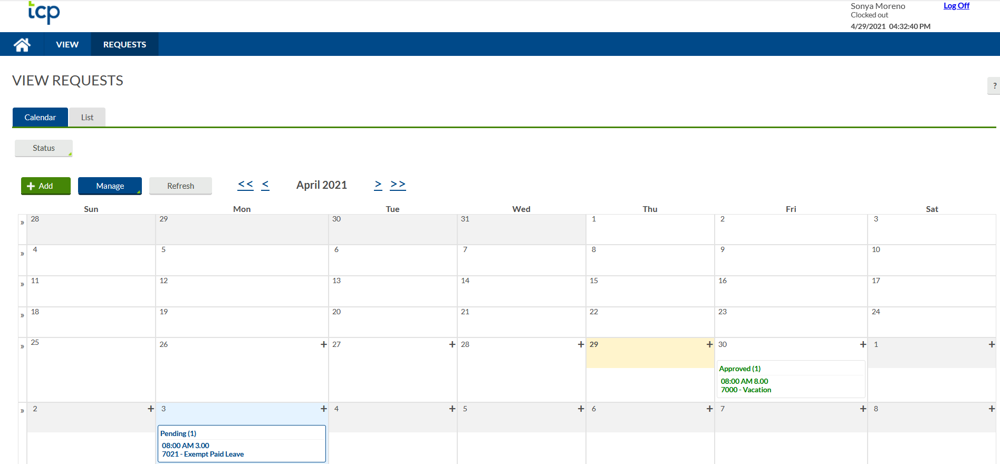 tcp
Sonya Moreno
Log Off
Clocked out
4/29/2021 04:32:40 PM
VIEW
REQUESTS
VIEW REQUESTS
?
Calendar
List
Status
+ Add
Manage
Refresh
<< <
April 2021
> >>
Sun Mon Tue Wed Thu Fri Sat
» 28 29 30 31 1 2 3
» 4 5 6 7 8 9 10
» 11 12 13 14 15 16 17
» 18 19 20 21 22 23 24
» 25 26 + 27 + 28 + 29 + 30 + 1 +
Approved (1)
08:00 AM 8.00
7000 - Vacation
» 2 + 3 + 4 + 5 + 6 + 7 + 8 +
Pending (1)
08:00 AM 3.00
7021 - Exempt Paid Leave